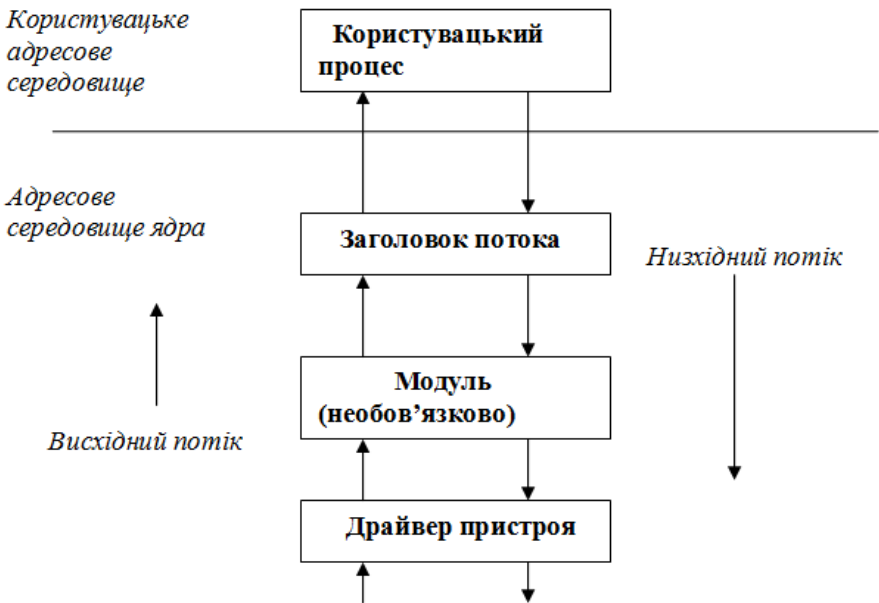 Користувацьке
адресове
середовище
Користувацький
процес
Адресове
середовище ядра
Заголовок потока
Низхідний потік
Модуль
(необов’язково)
Висхідний потік
Драйвер пристроя